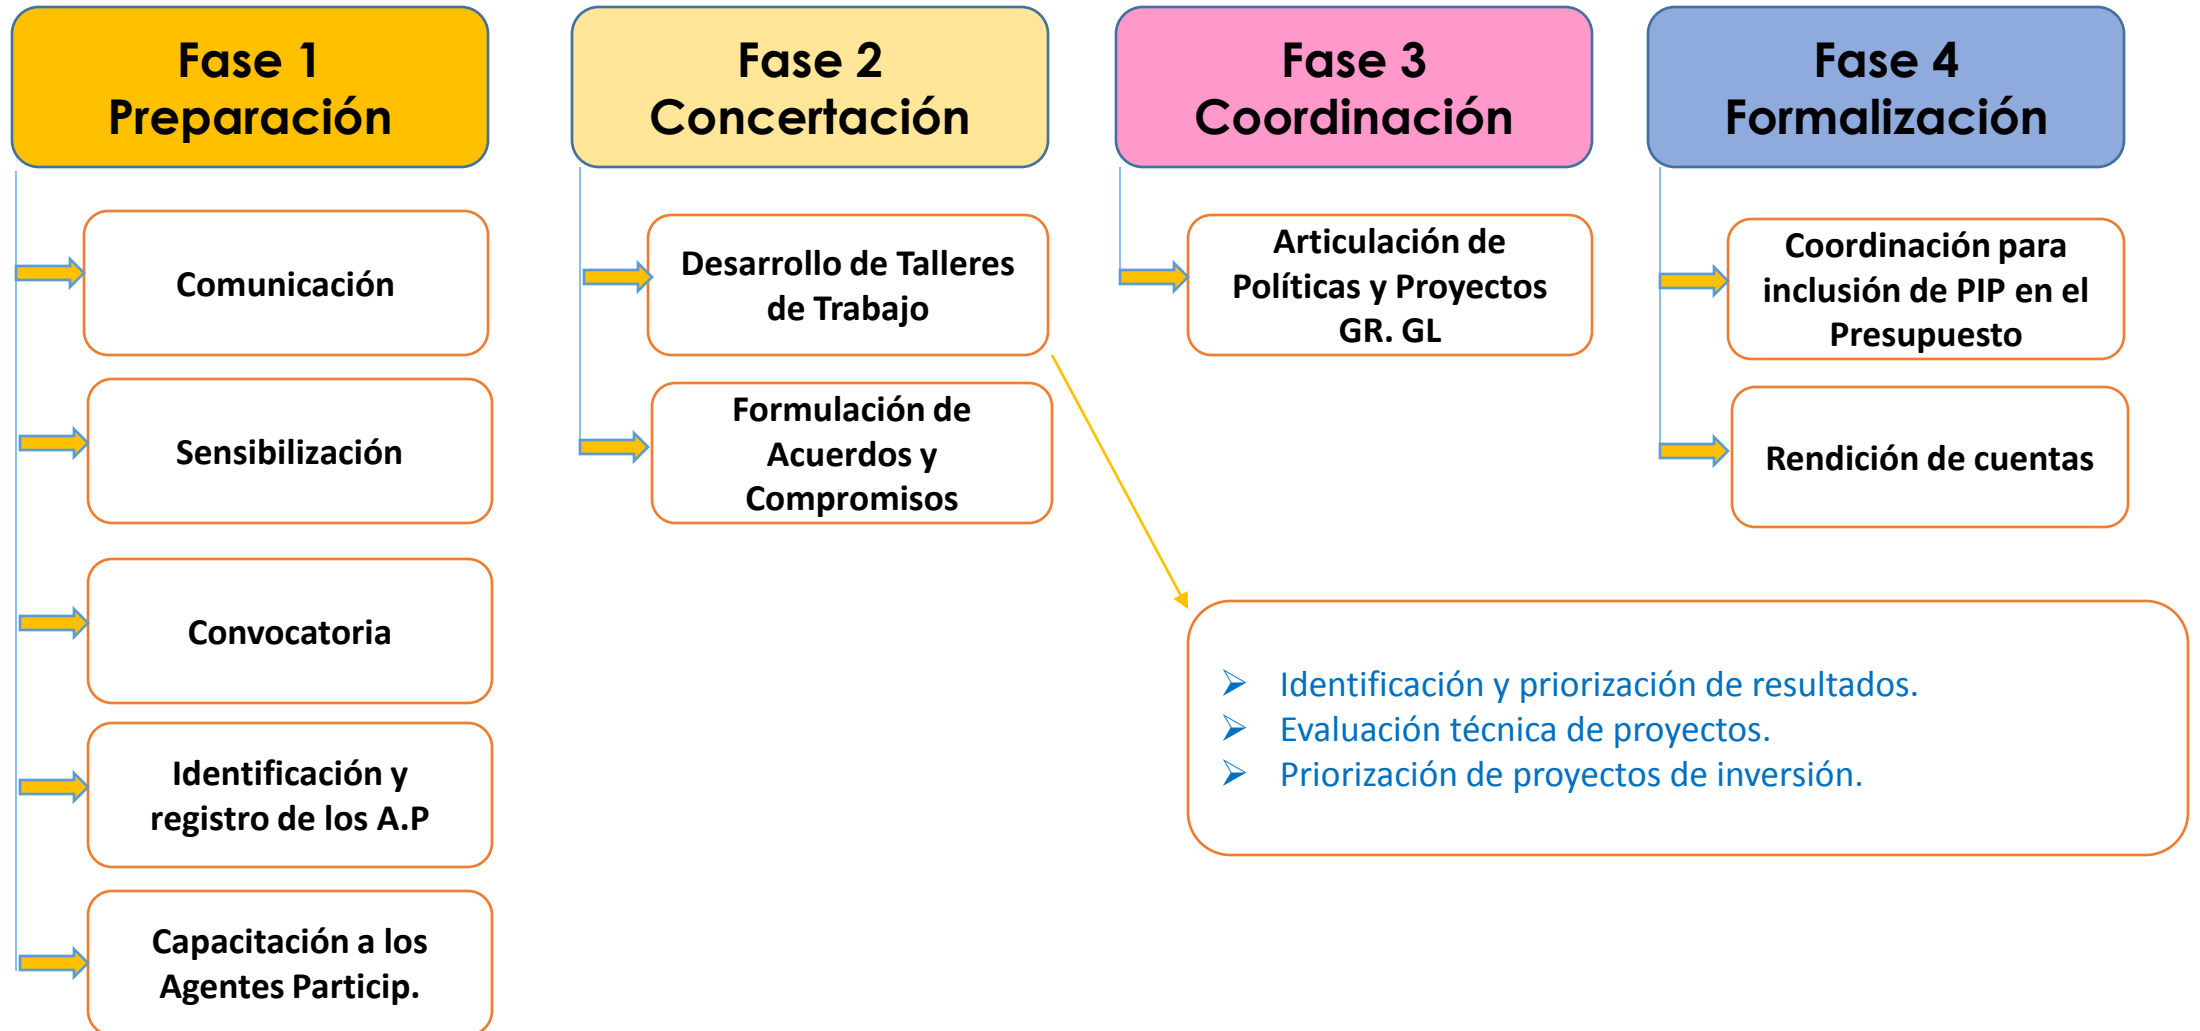 Fase 1
Preparación
Comunicación
Sensibilización
Convocatoria
Identificación y
registro de los A.P
Capacitación a los
Agentes Particip.
Fase 2
Concertación
Desarrollo de Talleres
de Trabajo
Formulación de
Acuerdos y
Compromisos
Fase 3
Coordinación
Articulación de
Políticas y Proyectos
GR. GL
Fase 4
Formalización
Coordinación para
inclusión de PIP en el
Presupuesto
Rendición de cuentas
Identificación y priorización de resultados.
Evaluación técnica de proyectos.
Priorización de proyectos de inversión.